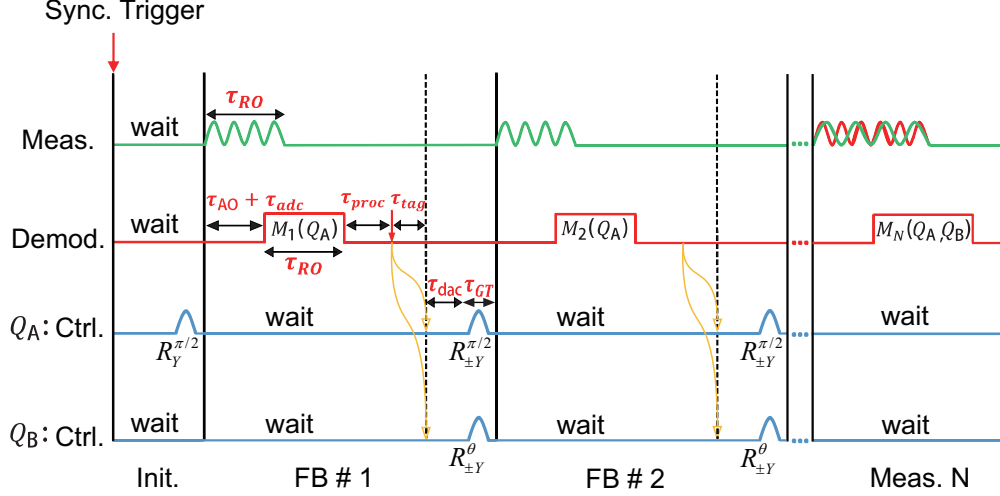 Sync. Trigger
Meas. wait τ_RO
Demod. wait τ_AO + τ_adc M_1(Q_A) τ_proc τ_tag M_2(Q_A) M_N(Q_A,Q_B)
τ_RO
τ_dac τ_GT
Q_A: Ctrl. wait wait wait
R_Y^{π/2} R_{±Y}^{π/2} R_{±Y}^{π/2}
Q_B: Ctrl. wait wait wait
R_{±Y}^θ R_{±Y}^θ
Init. FB # 1 FB # 2 Meas. N